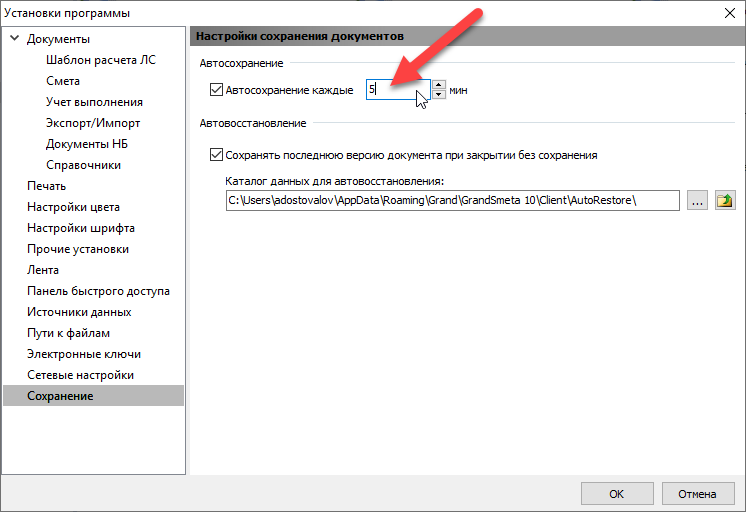 Установки программы
Документы
Шаблон расчета ЛС
Смета
Учет выполнения
Экспорт/Импорт
Документы НБ
Справочники
Печать
Настройки цвета
Настройки шрифта
Прочие установки
Лента
Панель быстрого доступа
Источники данных
Пути к файлам
Электронные ключи
Сетевые настройки
Сохранение
Настройки сохранения документов
Автосохранение
Автосохранение каждые 5 мин
Автовосстановление
Сохранять последнюю версию документа при закрытии без сохранения
Каталог данных для автовосстановления:
C:\Users\adostovalov\AppData\Roaming\Grand\GrandSmeta 10\Client\AutoRestore\ ...
ОК Отмена